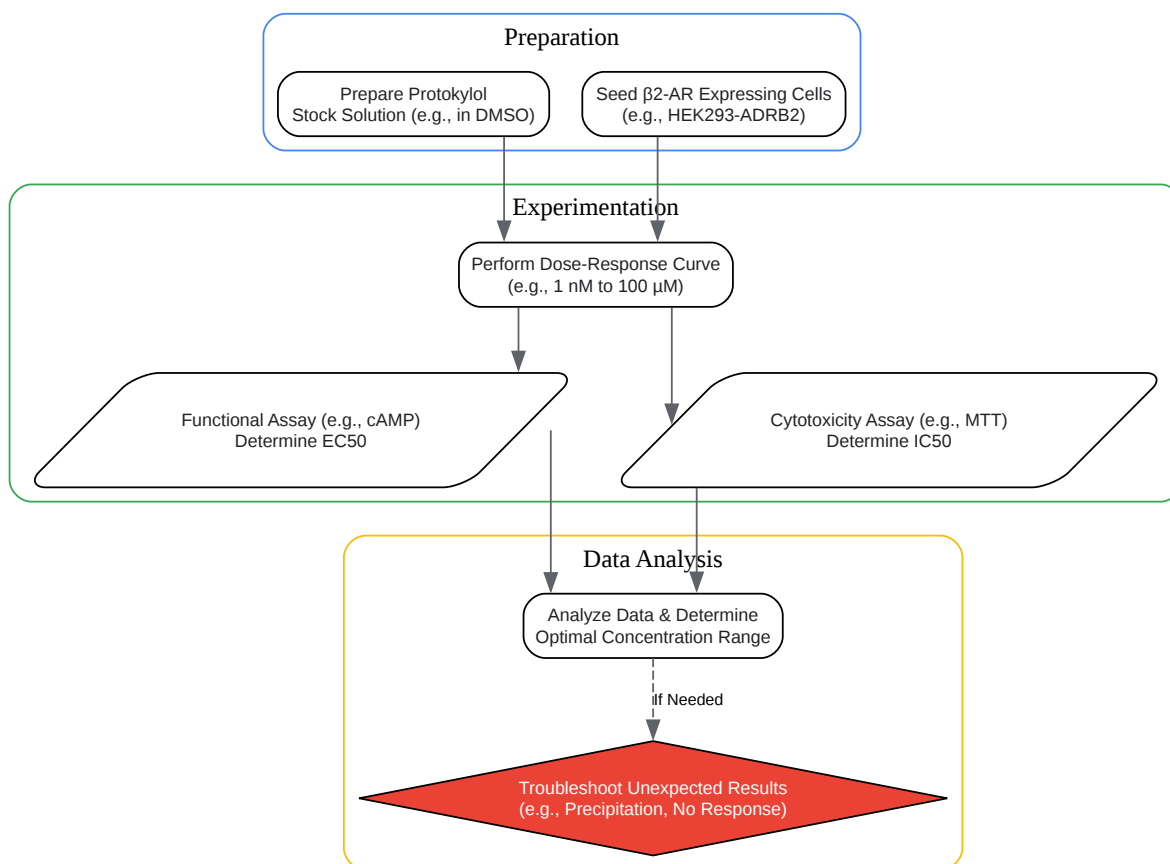 Preparation
Prepare Protokylol
Stock Solution (e.g., in DMSO)
Seed β2-AR Expressing Cells
(e.g., HEK293-ADRB2)
Experimentation
Perform Dose-Response Curve
(e.g., 1 nM to 100 µM)
Functional Assay (e.g., cAMP)
Determine EC50
Cytotoxicity Assay (e.g., MTT)
Determine IC50
Data Analysis
Analyze Data & Determine
Optimal Concentration Range
If Needed
Troubleshoot Unexpected Results
(e.g., Precipitation, No Response)